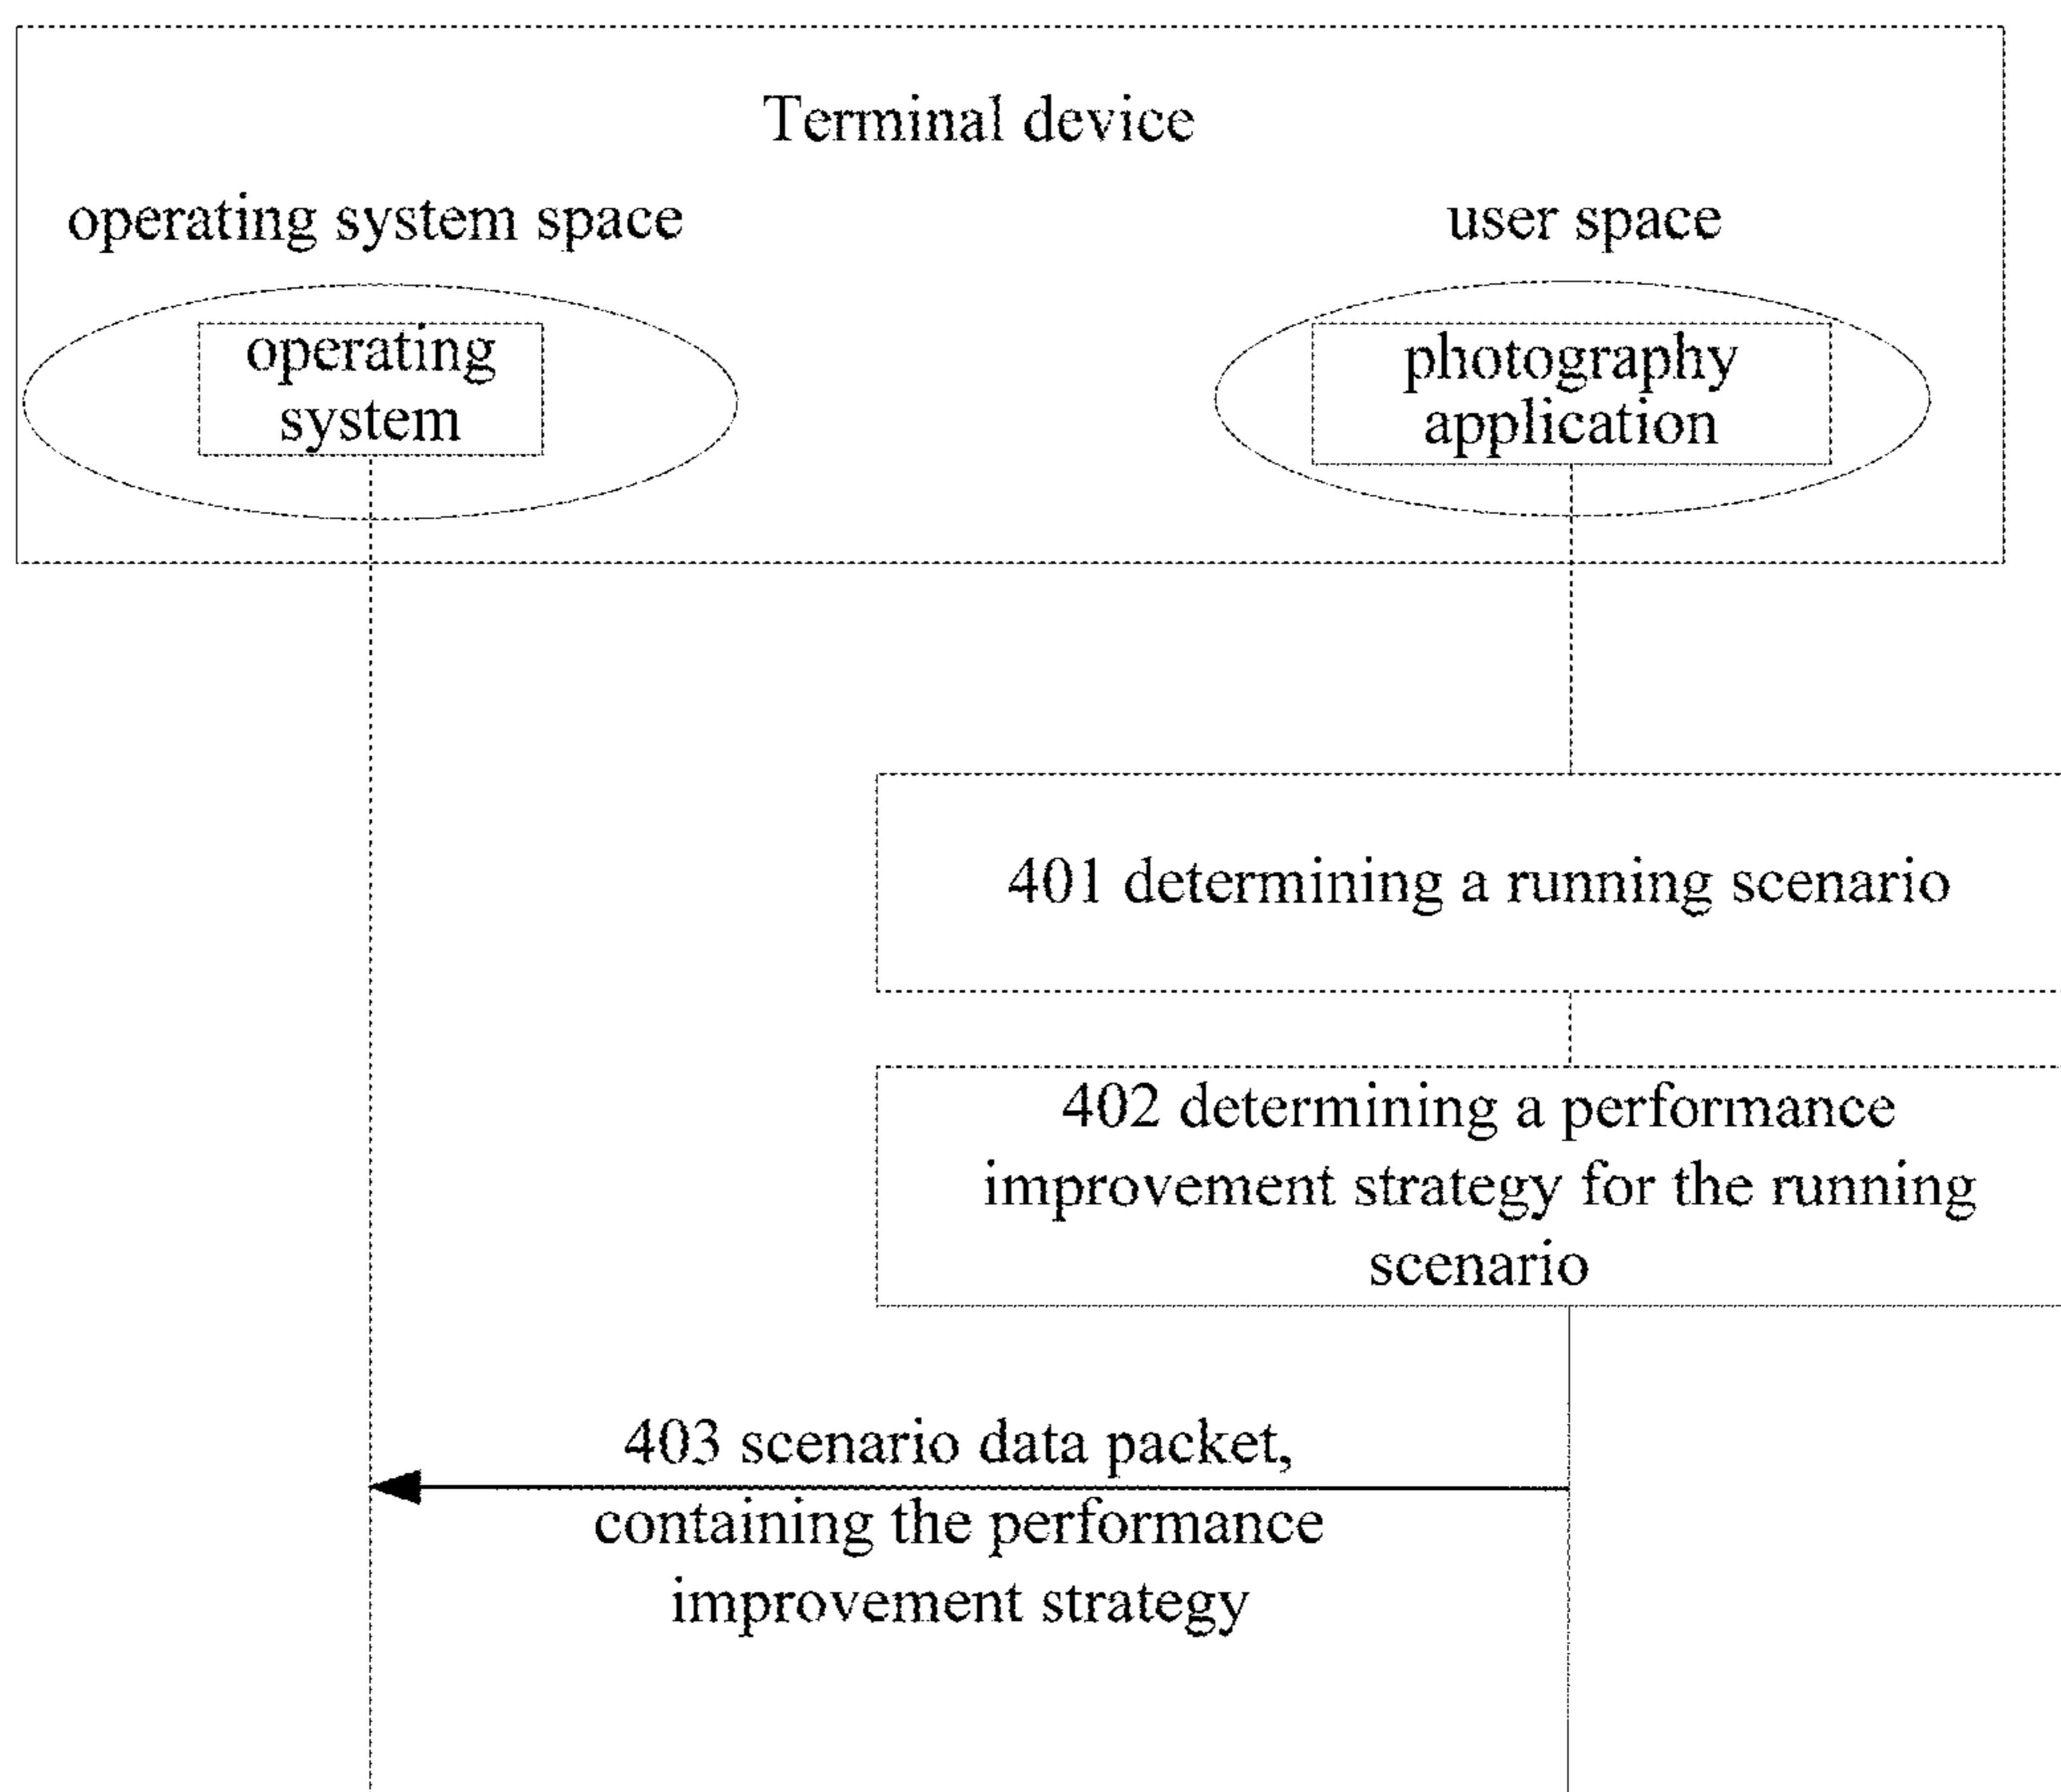 Terminal device
operating system space
user space
operating
system
photography
application
401 determining a running scenario
402 determining a performance
improvement strategy for the running
scenario
403 scenario data packet,
containing the performance
improvement strategy